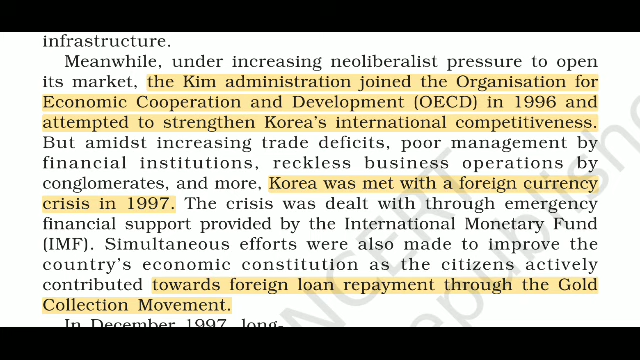 infrastructure.
Meanwhile, under increasing neoliberalist pressure to open
its market, the Kim administration joined the Organisation for
Economic Cooperation and Development (OECD) in 1996 and
attempted to strengthen Korea's international competitiveness.
But amidst increasing trade deficits, poor management by
financial institutions, reckless business operations by
conglomerates, and more, Korea was met with a foreign currency
crisis in 1997. The crisis was dealt with through emergency
financial support provided by the International Monetary Fund
(IMF). Simultaneous efforts were also made to improve the
country's economic constitution as the citizens actively
contributed towards foreign loan repayment through the Gold
Collection Movement.
In December 1997, long-